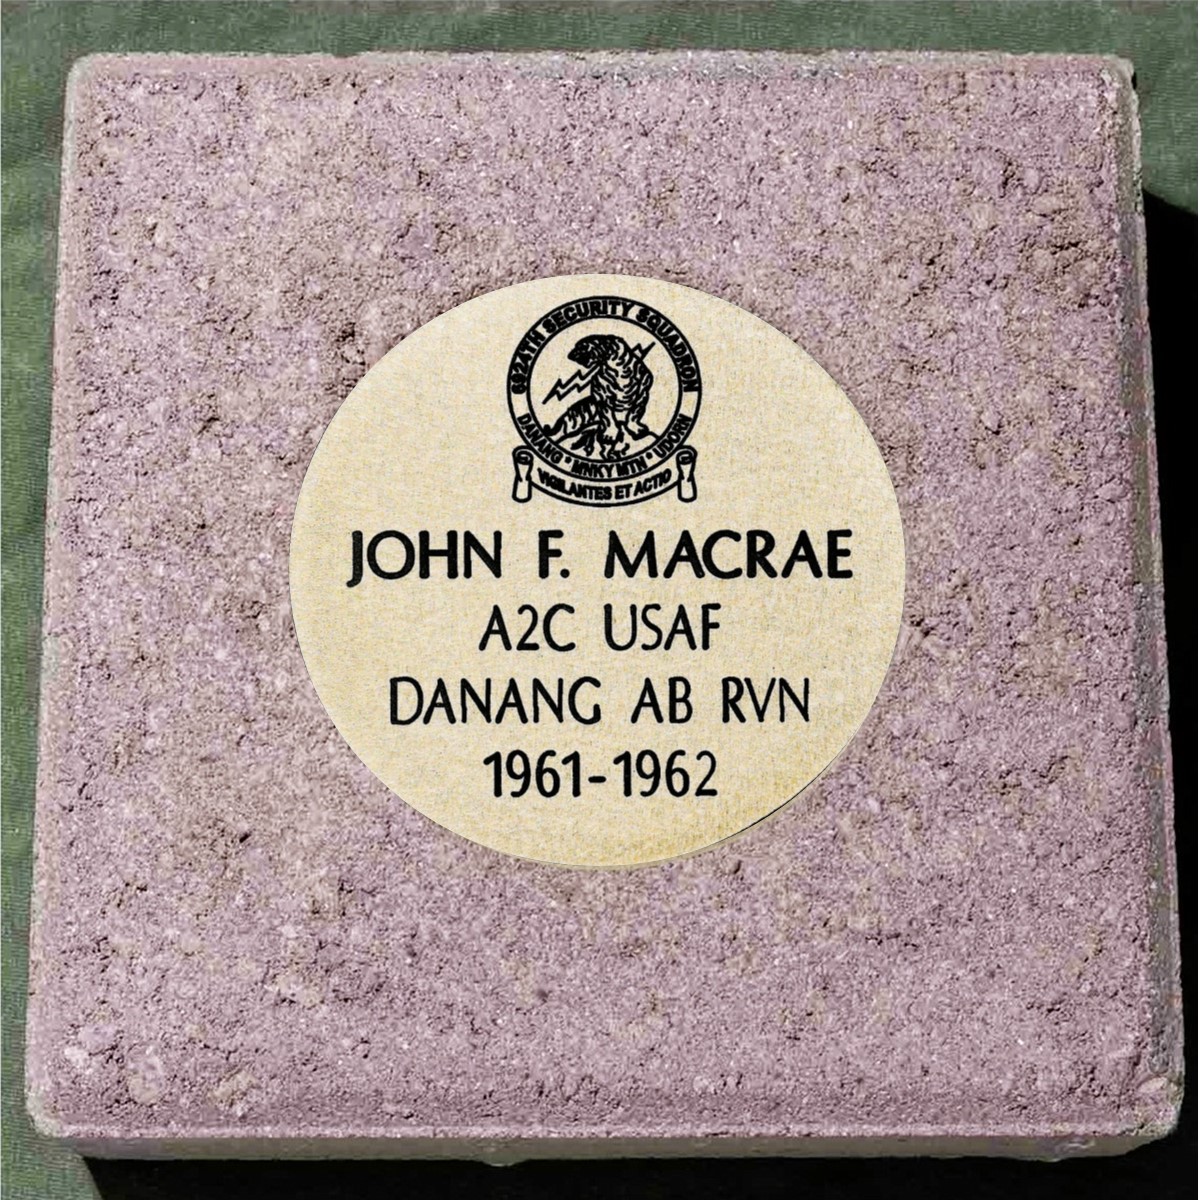 6924TH SECURITY SQUADRON
DANANG * MNKY MTN * UDORN
VIGILANTES ET ACTIO
JOHN F. MACRAE
A2C USAF
DANANG AB RVN
1961-1962